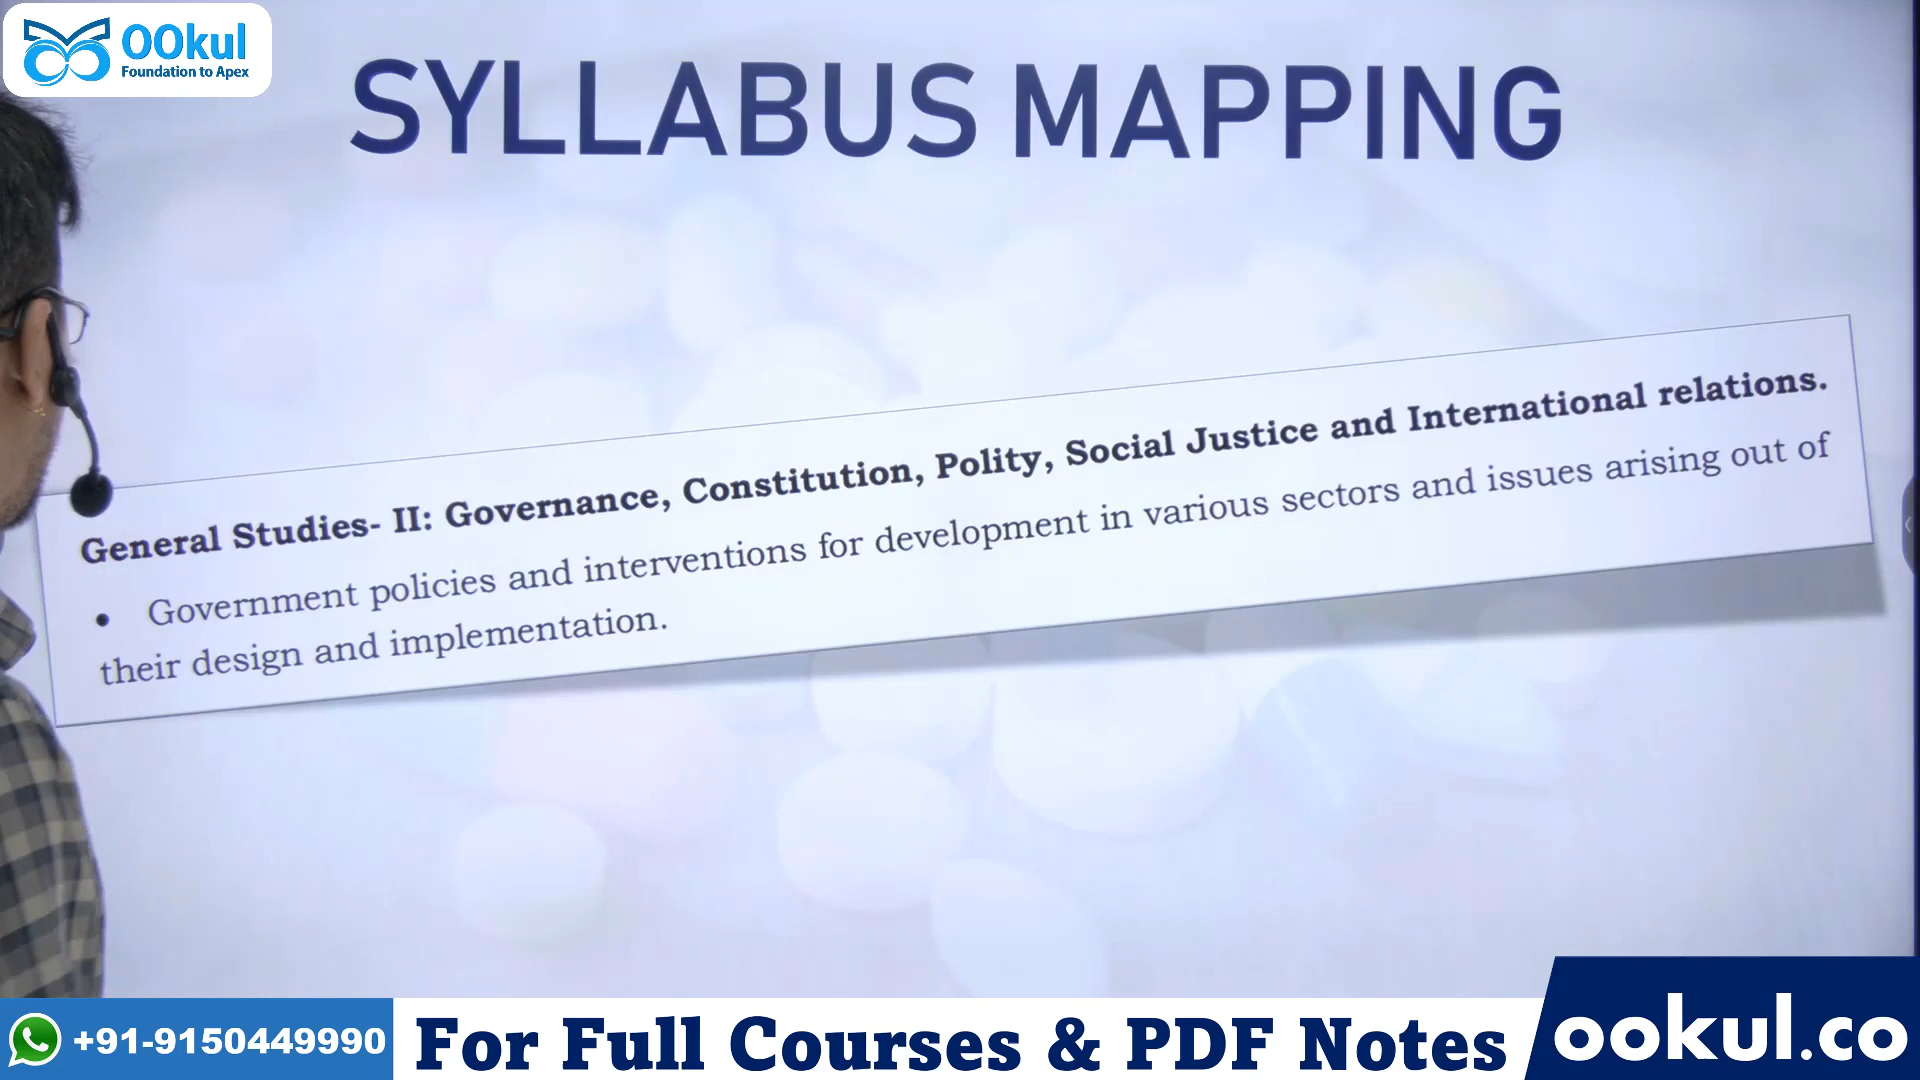 OOkul
Foundation to Apex
SYLLABUS MAPPING
General Studies- II: Governance, Constitution, Polity, Social Justice and International relations.
• Government policies and interventions for development in various sectors and issues arising out of
their design and implementation.
+91-9150449990
For Full Courses & PDF Notes
ookul.co